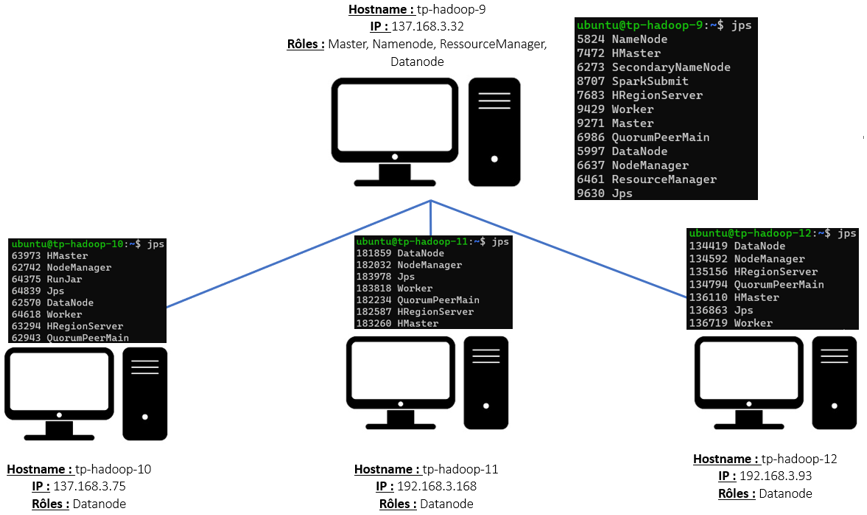 Hostname : tp-hadoop-9
IP : 137.168.3.32
Rôles : Master, Namenode, RessourceManager,
Datanode
ubuntu@tp-hadoop-9:~$ jps
5824 NameNode
7472 HMaster
6273 SecondaryNameNode
8707 SparkSubmit
7683 HRegionServer
9429 Worker
9271 Master
6986 QuorumPeerMain
5997 DataNode
6637 NodeManager
6461 ResourceManager
9630 Jps
ubuntu@tp-hadoop-10:~$ jps
63973 HMaster
62742 NodeManager
64375 RunJar
64839 Jps
62570 DataNode
64618 Worker
63294 HRegionServer
62943 QuorumPeerMain
ubuntu@tp-hadoop-11:~$ jps
181859 DataNode
182032 NodeManager
183978 Jps
183818 Worker
182234 QuorumPeerMain
182587 HRegionServer
183260 HMaster
ubuntu@tp-hadoop-12:~$ jps
134419 DataNode
134592 NodeManager
135156 HRegionServer
134794 QuorumPeerMain
136110 HMaster
136863 Jps
136719 Worker
Hostname : tp-hadoop-10
IP : 137.168.3.75
Rôles : Datanode
Hostname : tp-hadoop-11
IP : 192.168.3.168
Rôles : Datanode
Hostname : tp-hadoop-12
IP : 192.168.3.93
Rôles : Datanode